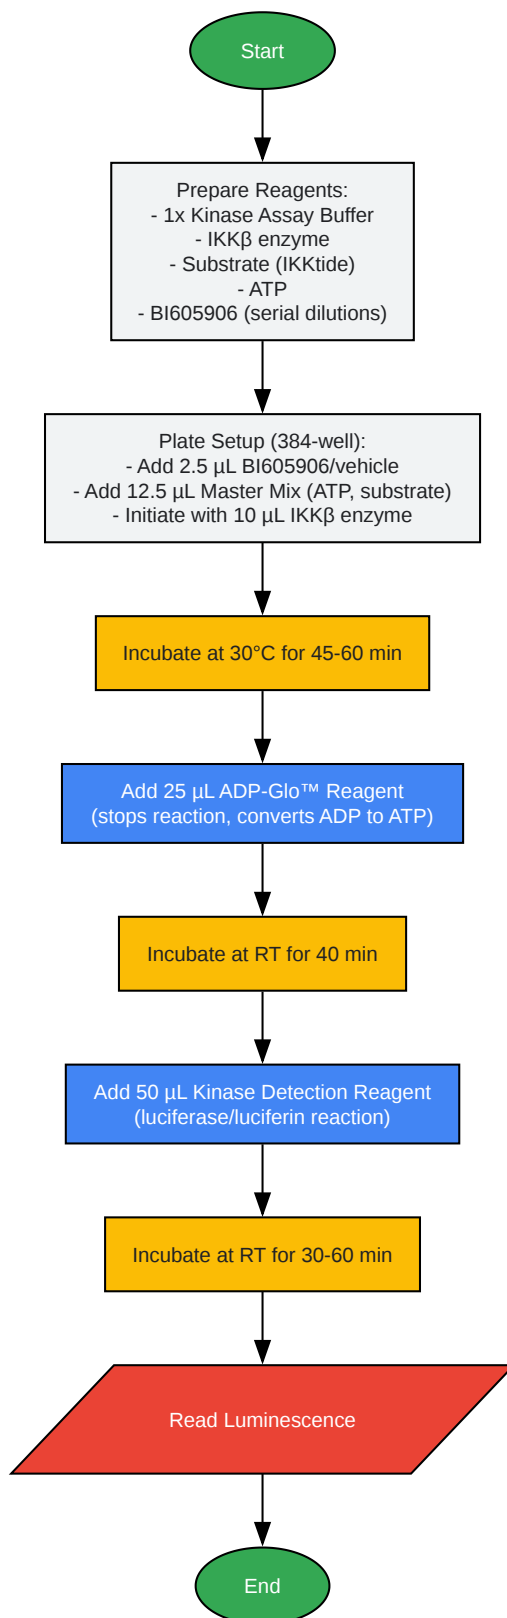 Start
Prepare Reagents:
- 1x Kinase Assay Buffer
- IKKβ enzyme
- Substrate (IKKtide)
- ATP
- BI605906 (serial dilutions)
Plate Setup (384-well):
- Add 2.5 µL BI605906/vehicle
- Add 12.5 µL Master Mix (ATP, substrate)
- Initiate with 10 µL IKKβ enzyme
Incubate at 30°C for 45-60 min
Add 25 µL ADP-Glo™ Reagent
(stops reaction, converts ADP to ATP)
Incubate at RT for 40 min
Add 50 µL Kinase Detection Reagent
(luciferase/luciferin reaction)
Incubate at RT for 30-60 min
Read Luminescence
End